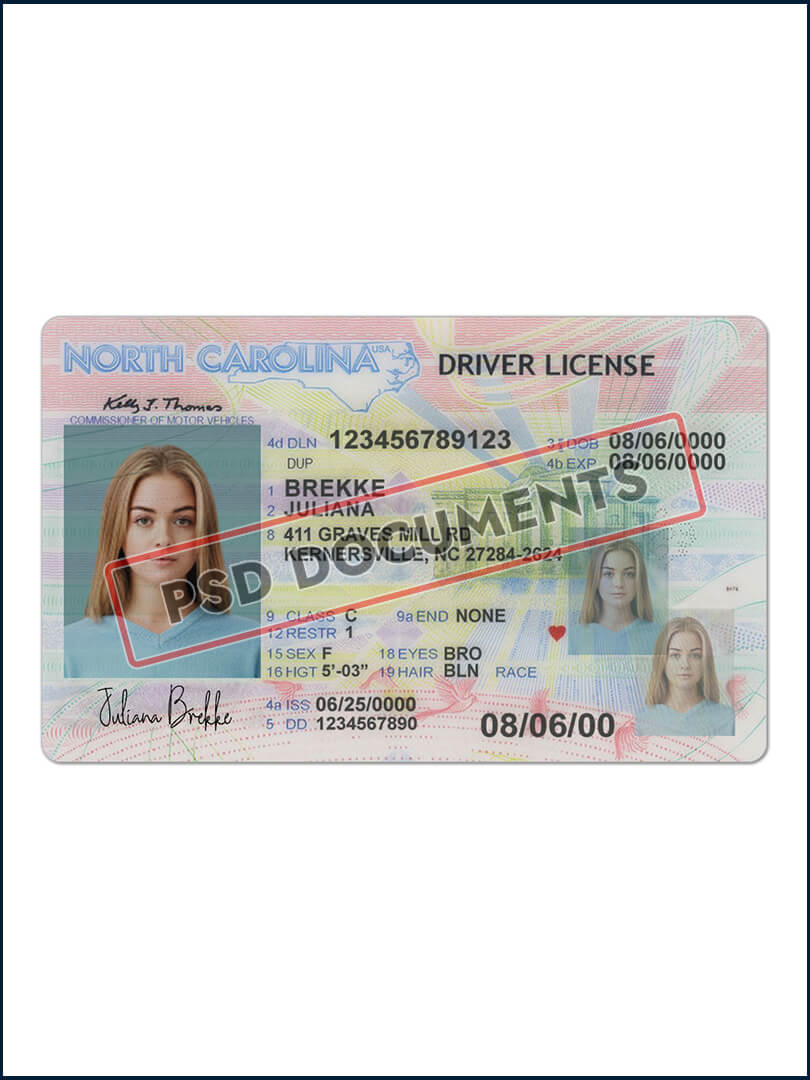 NORTH CAROLINA USA DRIVER LICENSE
Kelly J. Thomas
COMMISSIONER OF MOTOR VEHICLES
4d DLN 123456789123 3 DOB 08/06/0000
DUP 4b EXP 08/06/0000
1 BREKKE
2 JULIANA
8 411 GRAVES MILL RD
KERNERSVILLE, NC 27284-2624
PSD DOCUMENTS
9 CLASS C 9a END NONE
12 RESTR 1
15 SEX F 18 EYES BRO
16 HGT 5'-03" 19 HAIR BLN RACE
Juliana Brekke
4a ISS 06/25/0000
5 DD 1234567890
08/06/00